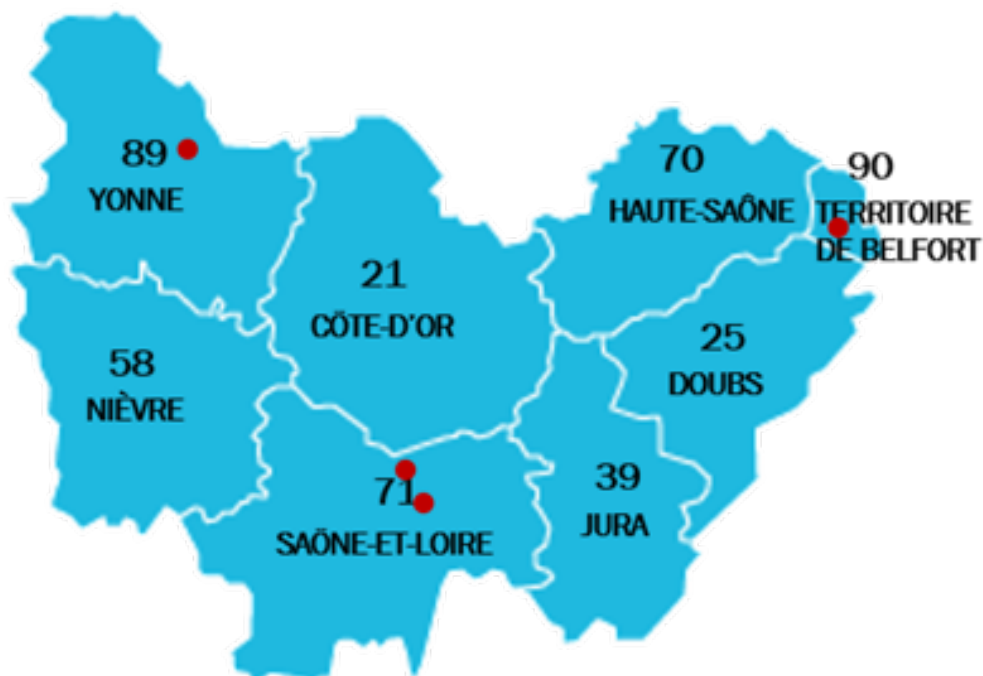 89
YONNE
70
HAUTE-SAÔNE
90
TERRITOIRE
DE BELFORT
21
CÔTE-D'OR
58
NIÈVRE
25
DOUBS
71
SAÔNE-ET-LOIRE
39
JURA